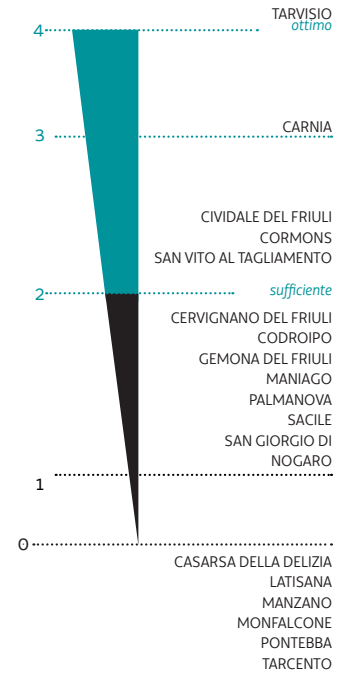 TARVISIO
4
ottimo
3
CARNIA
CIVIDALE DEL FRIULI
CORMONS
SAN VITO AL TAGLIAMENTO
2
sufficiente
CERVIGNANO DEL FRIULI
CODROIPO
GEMONA DEL FRIULI
MANIAGO
PALMANOVA
SACILE
SAN GIORGIO DI
NOGARO
1
0
CASARSA DELLA DELIZIA
LATISANA
MANZANO
MONFALCONE
PONTEBBA
TARCENTO